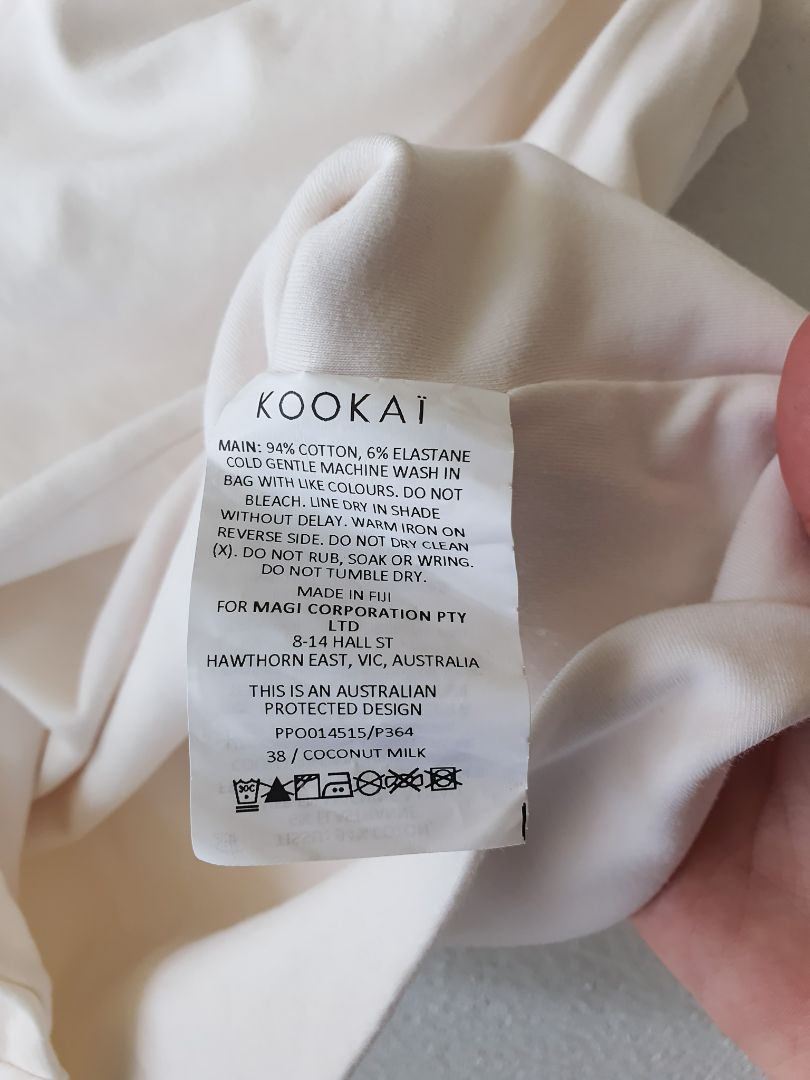 KOOKAÏ
MAIN: 94% COTTON, 6% ELASTANE
COLD GENTLE MACHINE WASH IN
BAG WITH LIKE COLOURS. DO NOT
BLEACH. LINE DRY IN SHADE
WITHOUT DELAY. WARM IRON ON
REVERSE SIDE. DO NOT DRY CLEAN
(X). DO NOT RUB, SOAK OR WRING.
DO NOT TUMBLE DRY.
MADE IN FIJI
FOR MAGI CORPORATION PTY
LTD
8-14 HALL ST
HAWTHORN EAST, VIC, AUSTRALIA
THIS IS AN AUSTRALIAN
PROTECTED DESIGN
PPO014515/P364
38 / COCONUT MILK
30C